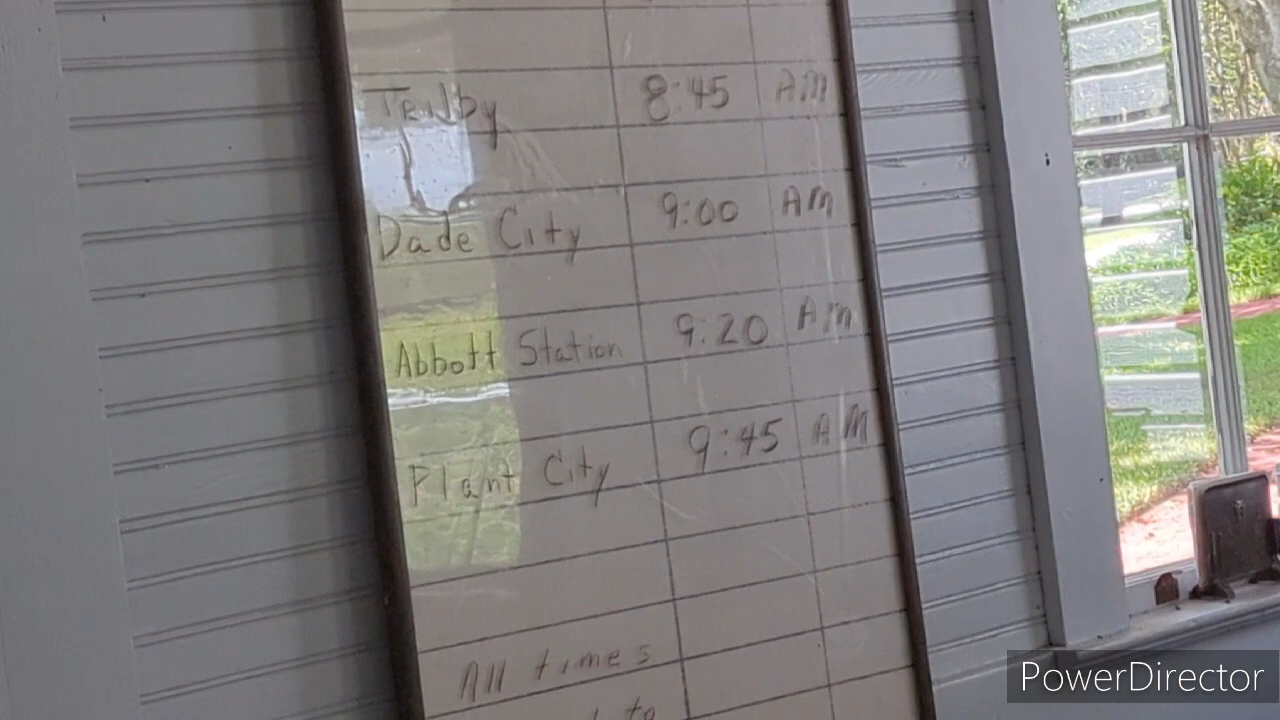 Trilby 8:45 AM
Dade City 9:00 AM
Abbott Station 9:20 AM
Plant City 9:45 AM
All times
to
PowerDirector